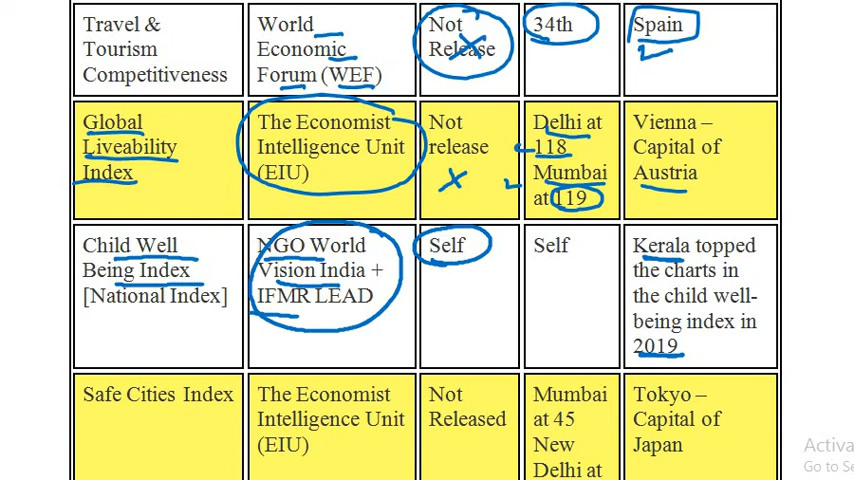 Travel &
Tourism
Competitiveness
World
Economic
Forum (WEF)
Not
Release
34th
Spain
Global
Liveability
Index
The Economist
Intelligence Unit
(EIU)
Not
release
Delhi at
118
Mumbai
at 119
Vienna –
Capital of
Austria
Child Well
Being Index
[National Index]
NGO World
Vision India +
IFMR LEAD
Self
Self
Kerala topped
the charts in
the child well-
being index in
2019
Safe Cities Index
The Economist
Intelligence Unit
(EIU)
Not
Released
Mumbai
at 45
New
Delhi at
Tokyo –
Capital of
Japan
Activa
Go to Se